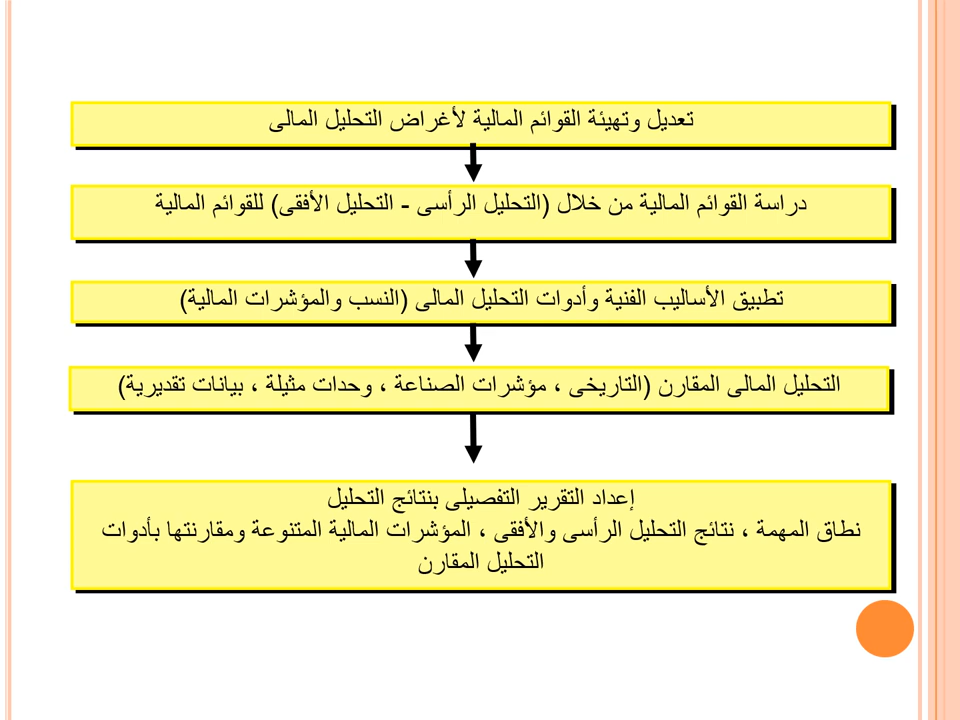 تعديل وتهيئة القوائم المالية لأغراض التحليل المالى
دراسة القوائم المالية من خلال (التحليل الرأسى - التحليل الأفقى) للقوائم المالية
تطبيق الأساليب الفنية وأدوات التحليل المالى (النسب والمؤشرات المالية)
التحليل المالى المقارن (التاريخى ، مؤشرات الصناعة ، وحدات مثيلة ، بيانات تقديرية)
إعداد التقرير التفصيلى بنتائج التحليل
نطاق المهمة ، نتائج التحليل الرأسى والأفقى ، المؤشرات المالية المتنوعة ومقارنتها بأدوات
التحليل المقارن